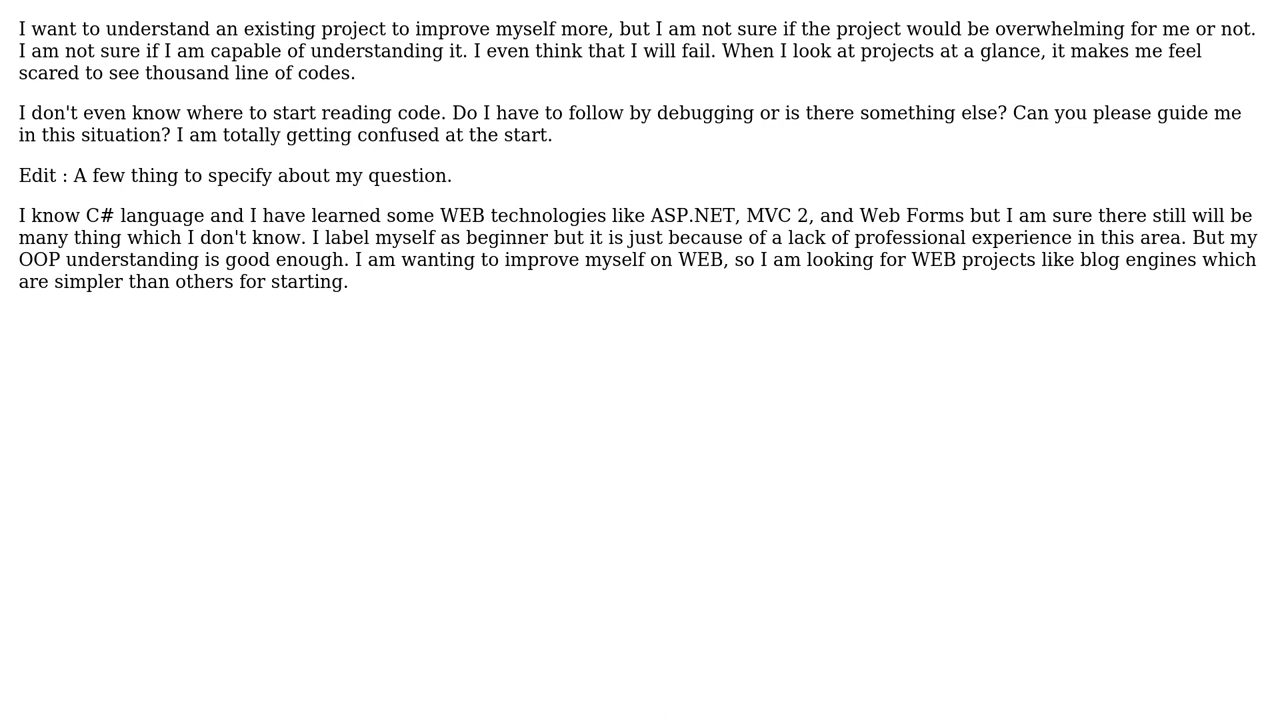 I want to understand an existing project to improve myself more, but I am not sure if the project would be overwhelming for me or not.
I am not sure if I am capable of understanding it. I even think that I will fail. When I look at projects at a glance, it makes me feel
scared to see thousand line of codes.
I don't even know where to start reading code. Do I have to follow by debugging or is there something else? Can you please guide me
in this situation? I am totally getting confused at the start.
Edit : A few thing to specify about my question.
I know C# language and I have learned some WEB technologies like ASP.NET, MVC 2, and Web Forms but I am sure there still will be
many thing which I don't know. I label myself as beginner but it is just because of a lack of professional experience in this area. But my
OOP understanding is good enough. I am wanting to improve myself on WEB, so I am looking for WEB projects like blog engines which
are simpler than others for starting.